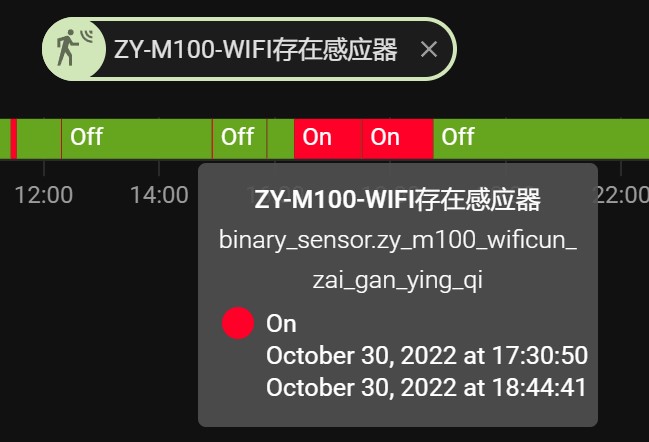 ZY-M100-WIFI存在感应器
Off Off On On Off
12:00 14:00 22:00
ZY-M100-WIFI存在感应器
binary_sensor.zy_m100_wificun_
zai_gan_ying_qi
On
October 30, 2022 at 17:30:50
October 30, 2022 at 18:44:41